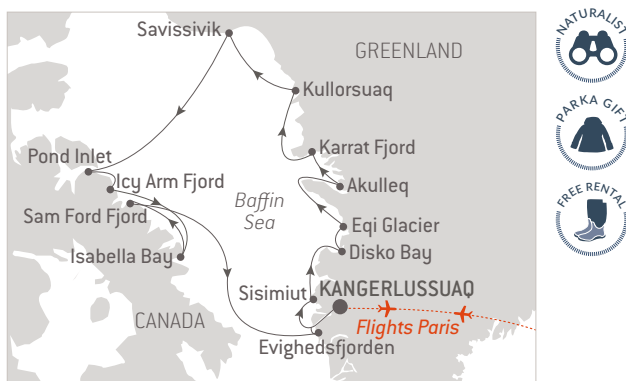 Savissivik
GREENLAND
Kullorsuaq
Karrat Fjord
Pond Inlet
Icy Arm Fjord
Akulleq
Sam Ford Fjord
Baffin
Sea
Eqi Glacier
Disko Bay
Isabella Bay
Sisimiut
KANGERLUSSUAQ
CANADA
Flights Paris
Evighedsfjorden
NATURALIST
PARKA GIFT
FREE RENTAL